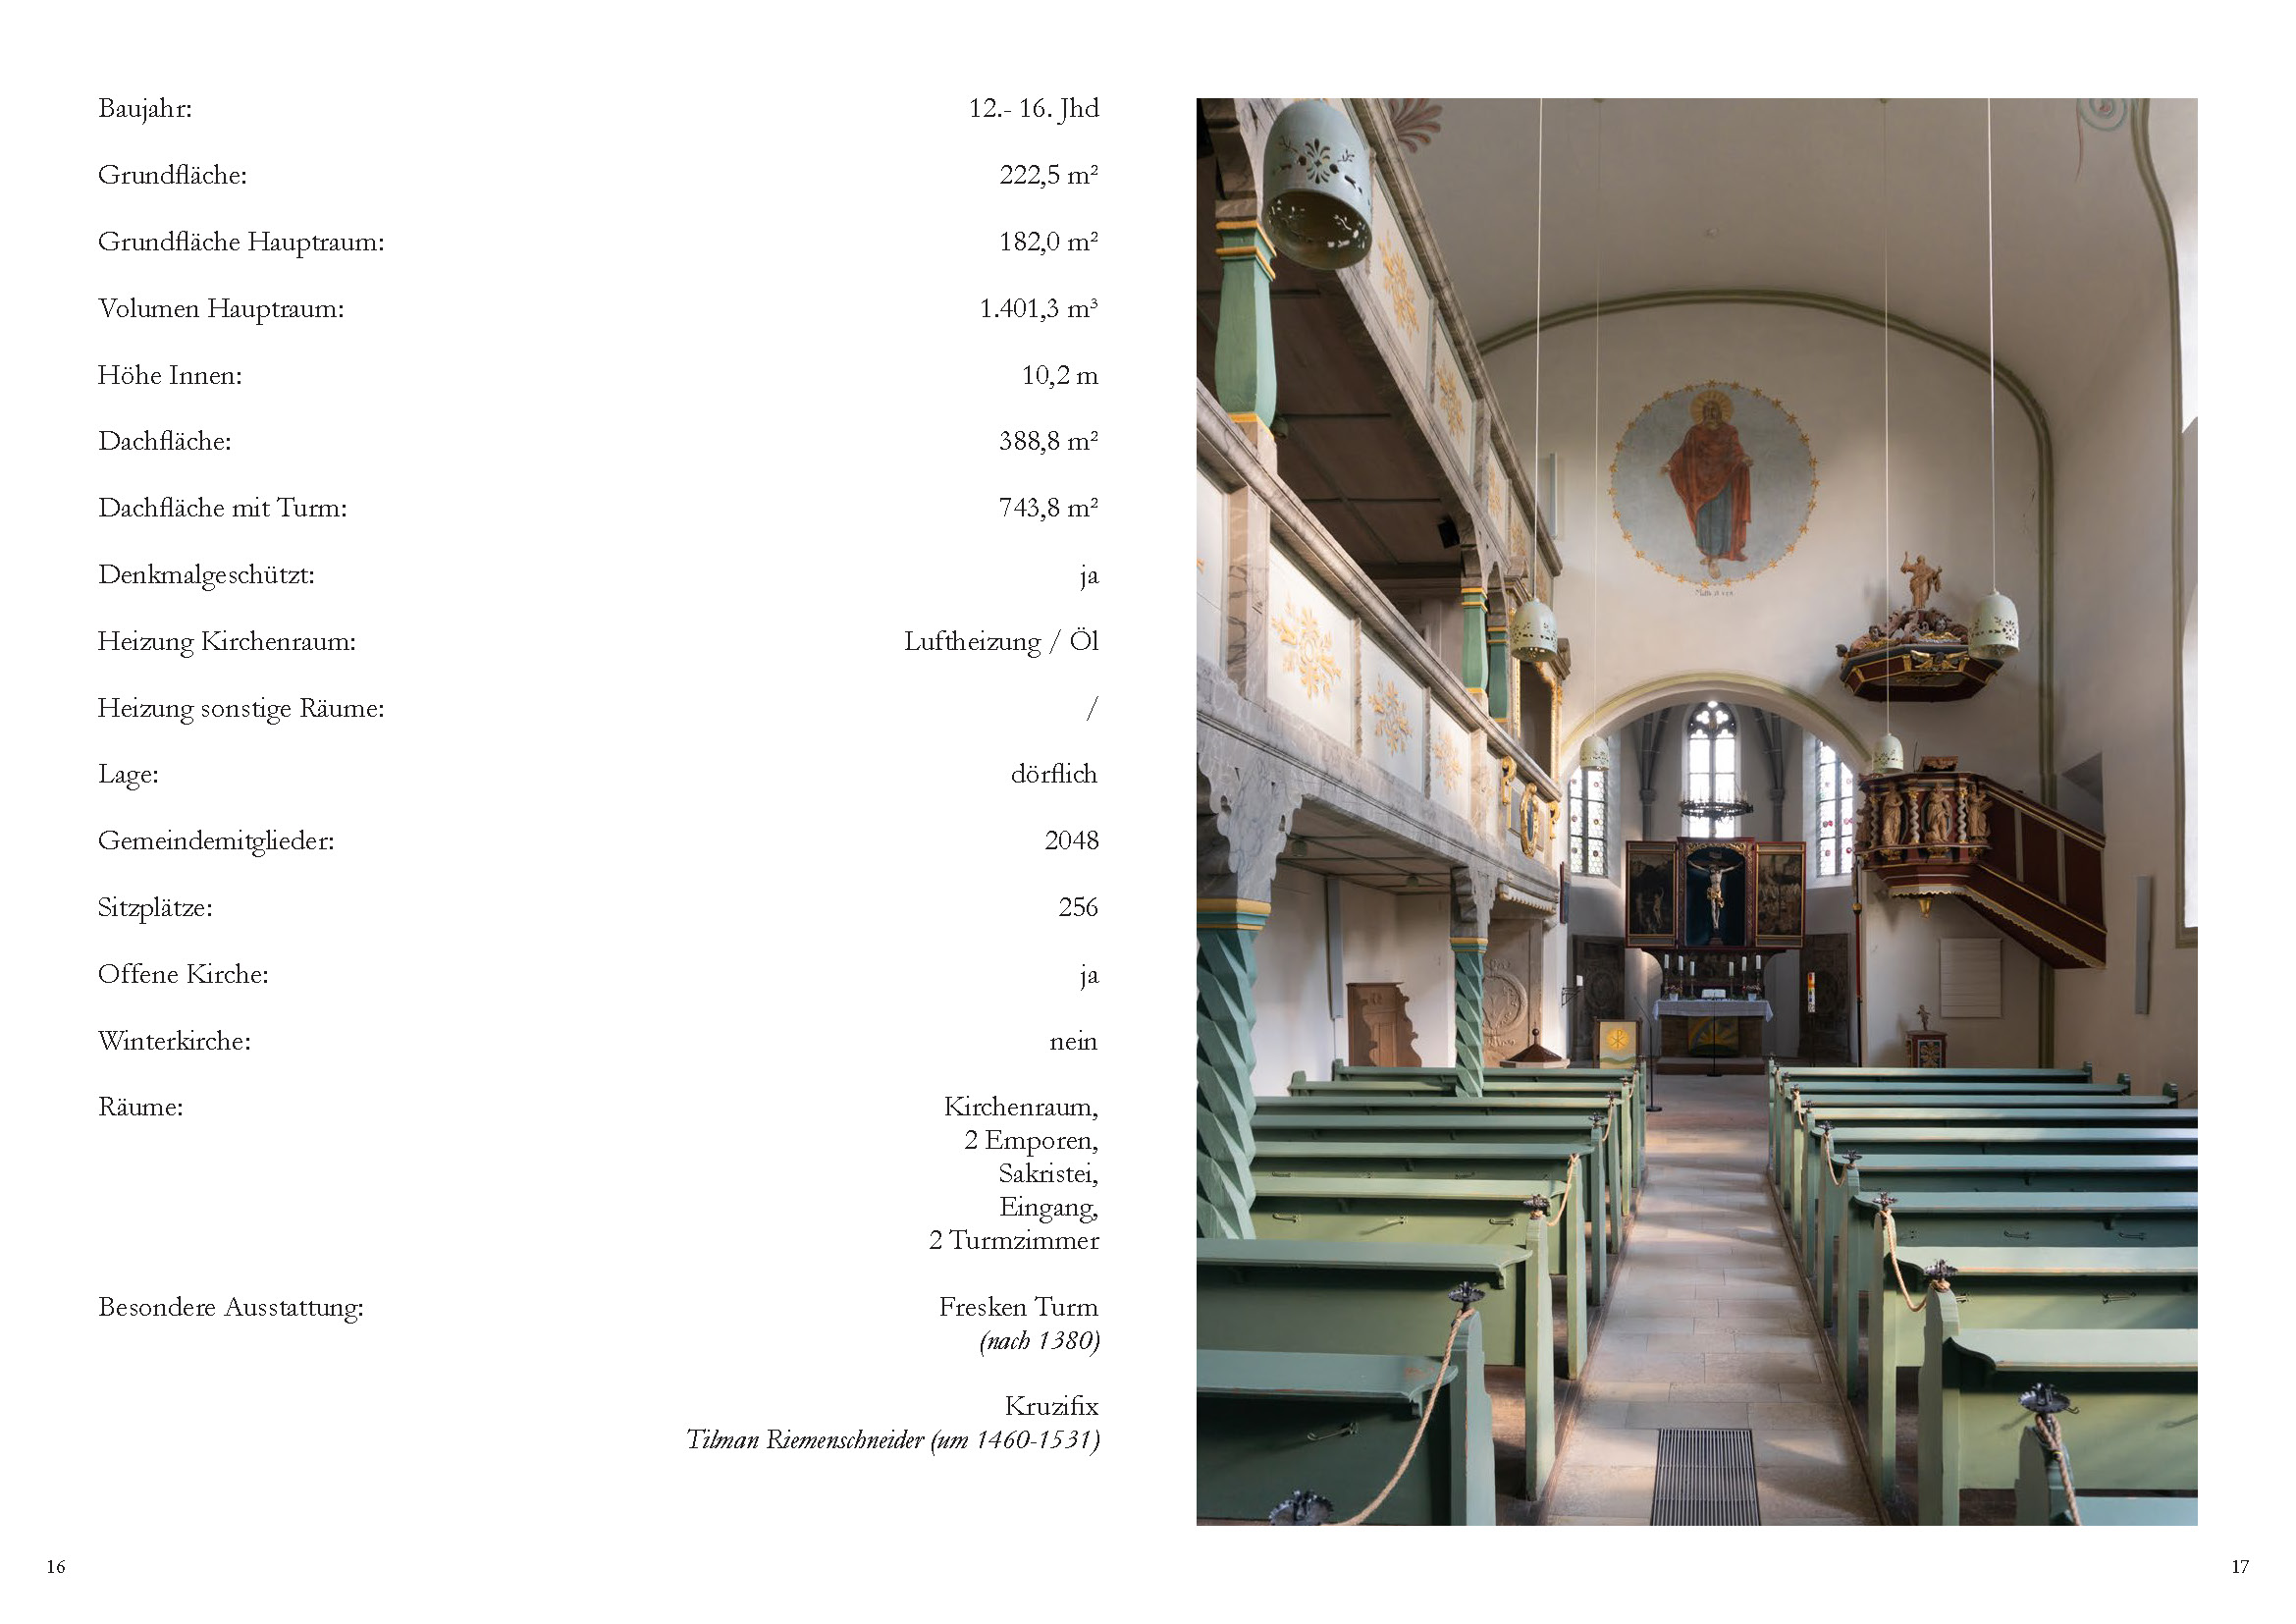 Baujahr: 12.- 16. Jhd
Grundfläche: 222,5 m²
Grundfläche Hauptraum: 182,0 m²
Volumen Hauptraum: 1.401,3 m³
Höhe Innen: 10,2 m
Dachfläche: 388,8 m²
Dachfläche mit Turm: 743,8 m²
Denkmalgeschützt: ja
Heizung Kirchenraum: Luftheizung / Öl
Heizung sonstige Räume: /
Lage: dörflich
Gemeindemitglieder: 2048
Sitzplätze: 256
Offene Kirche: ja
Winterkirche: nein
Räume: Kirchenraum,
2 Emporen,
Sakristei,
Eingang,
2 Turmzimmer
Besondere Ausstattung: Fresken Turm
(nach 1380)
Kruzifix
Tilman Riemenschneider (um 1460-1531)
16
17